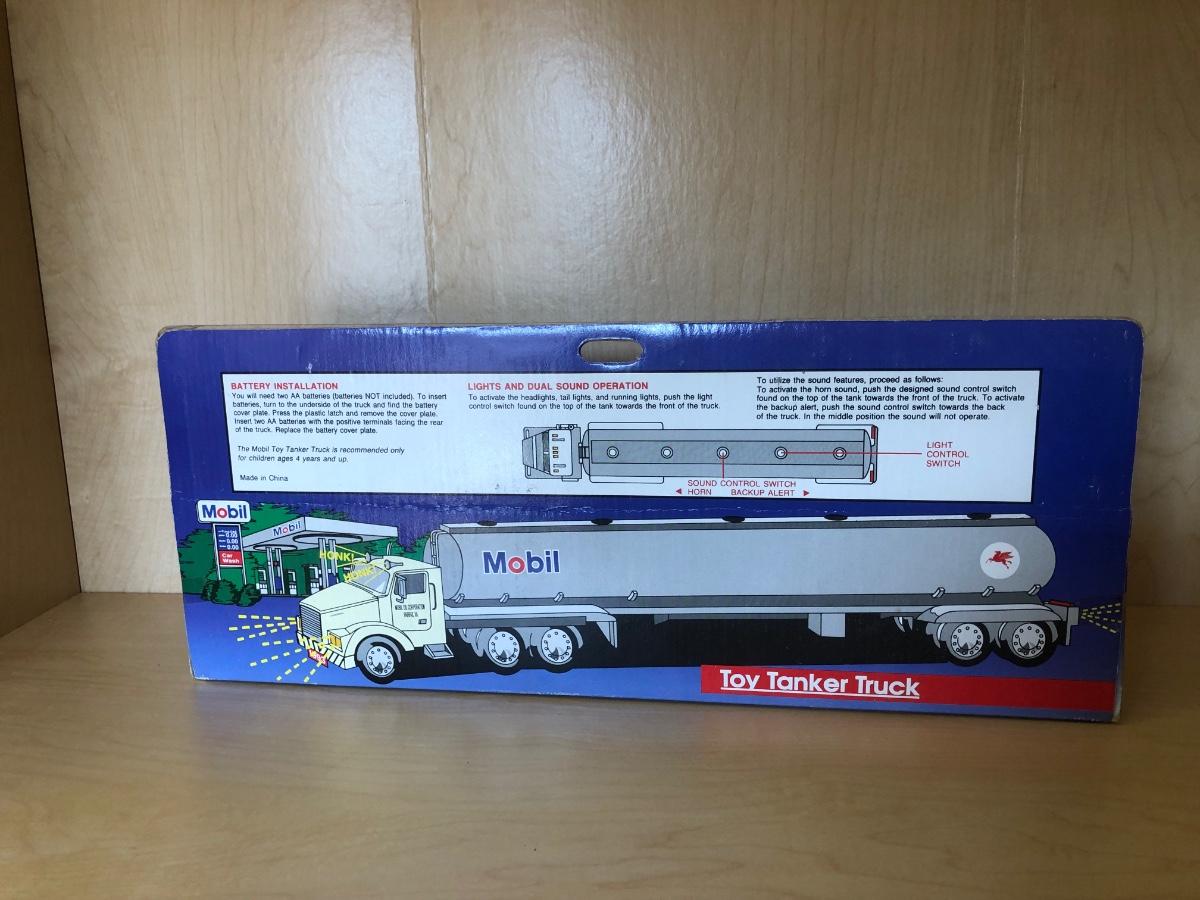 BATTERY INSTALLATION
You will need two AA batteries (batteries NOT included). To insert
batteries, turn to the underside of the truck and find the battery
cover plate. Press the plastic latch and remove the cover plate.
Insert two AA batteries with the positive terminals facing the rear
of the truck. Replace the battery cover plate.
The Mobil Toy Tanker Truck is recommended only
for children ages 4 years and up.
Made in China
LIGHTS AND DUAL SOUND OPERATION
To activate the headlights, tail lights, and running lights, push the light
control switch found on the top of the tank towards the front of the truck.
To utilize the sound features, proceed as follows:
To activate the horn sound, push the designed sound control switch
found on the top of the tank towards the front of the truck. To activate
the backup alert, push the sound control switch towards the back
of the truck. In the middle position the sound will not operate.
LIGHT
CONTROL
SWITCH
SOUND CONTROL SWITCH
HORN BACKUP ALERT
Mobil
0.00
0.00
Car
Wash
Mobil
HONK!
HONK!
Mobil
MOBIL OIL CORPORATION
FAIRFAX, VA
Toy Tanker Truck